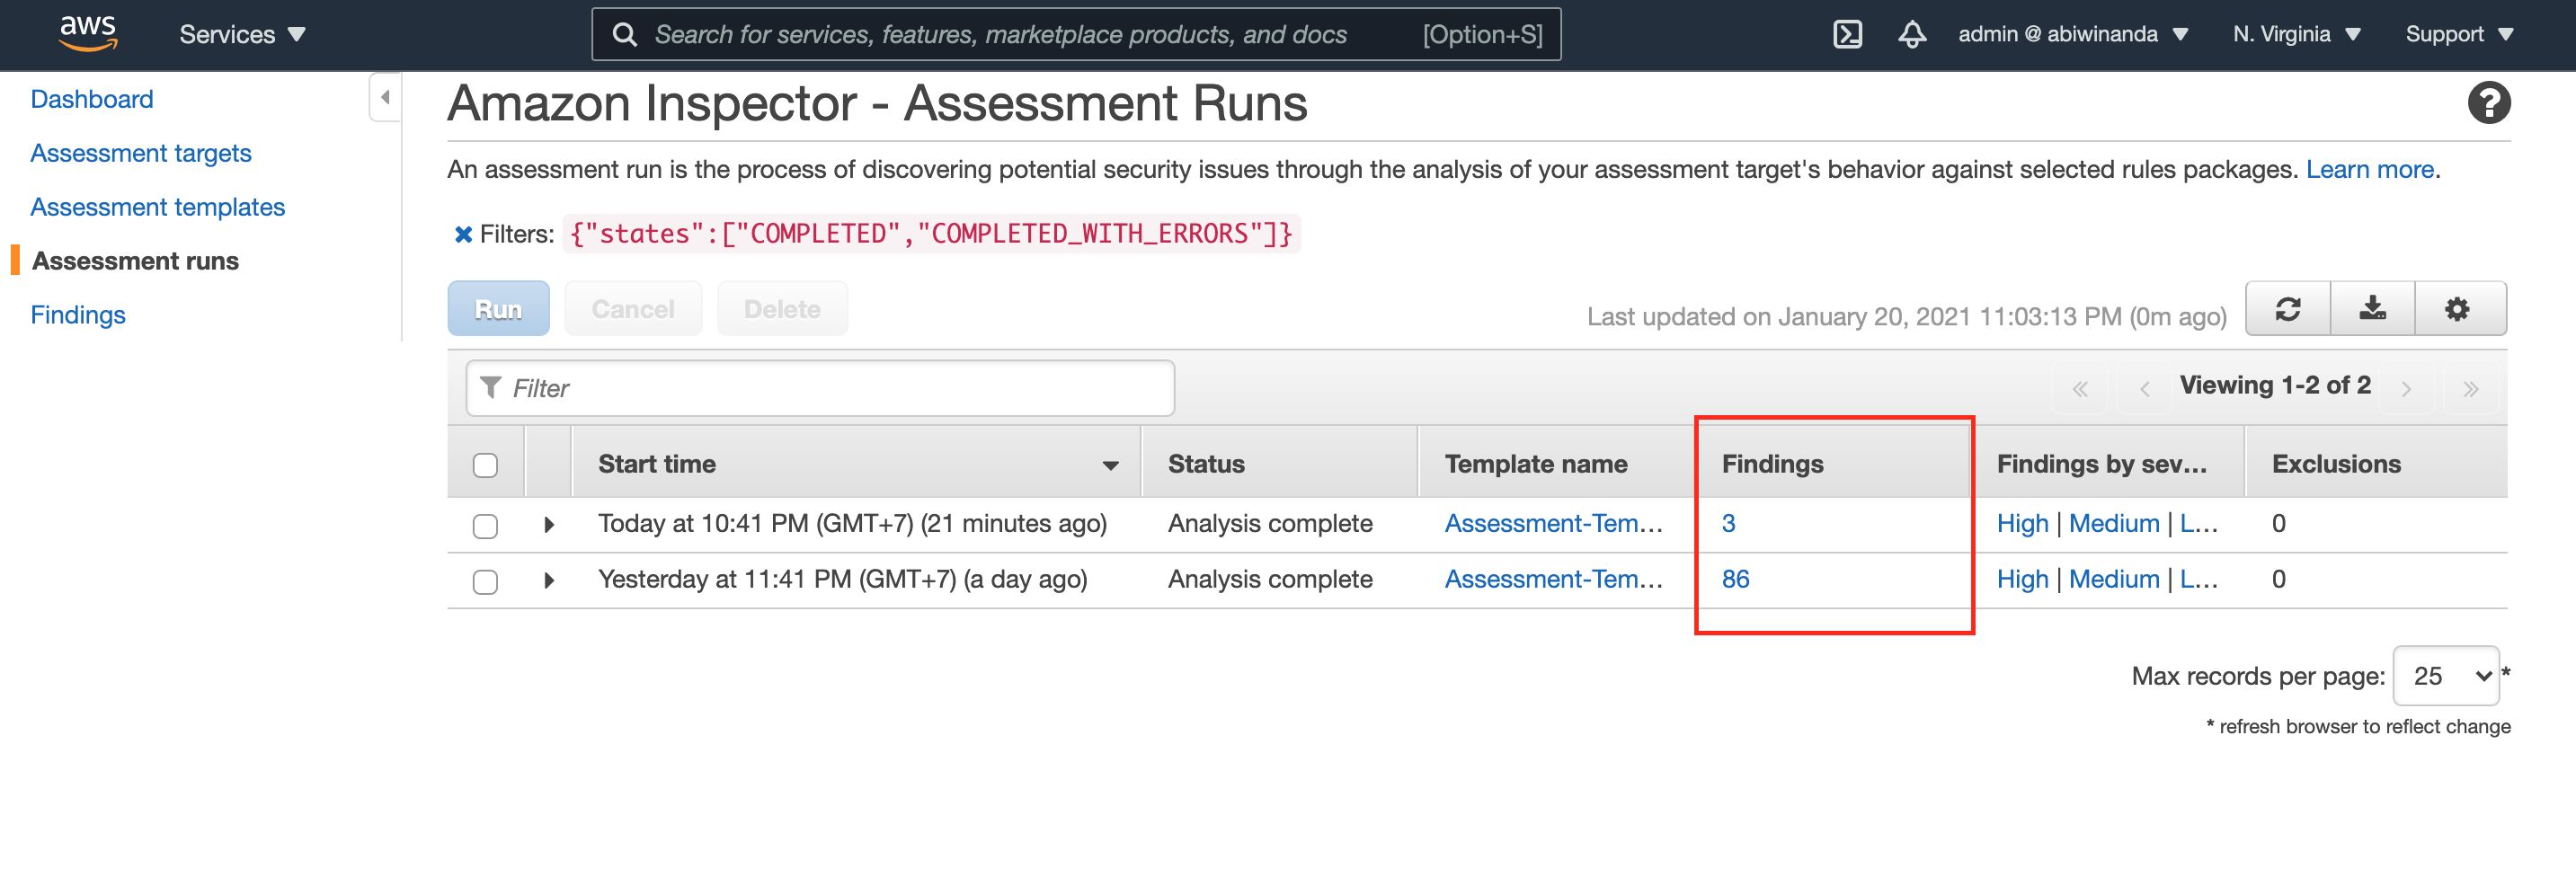 aws Services Search for services, features, marketplace products, and docs [Option+S] admin @ abiwinanda N. Virginia Support
Dashboard
Assessment targets
Assessment templates
Assessment runs
Findings
Amazon Inspector - Assessment Runs
An assessment run is the process of discovering potential security issues through the analysis of your assessment target's behavior against selected rules packages. Learn more.
Filters: {"states":["COMPLETED","COMPLETED_WITH_ERRORS"]}
Run Cancel Delete Last updated on January 20, 2021 11:03:13 PM (0m ago)
Filter Viewing 1-2 of 2
Start time Status Template name Findings Findings by sev... Exclusions
Today at 10:41 PM (GMT+7) (21 minutes ago) Analysis complete Assessment-Tem... 3 High | Medium | L... 0
Yesterday at 11:41 PM (GMT+7) (a day ago) Analysis complete Assessment-Tem... 86 High | Medium | L... 0
Max records per page: 25 *
* refresh browser to reflect change